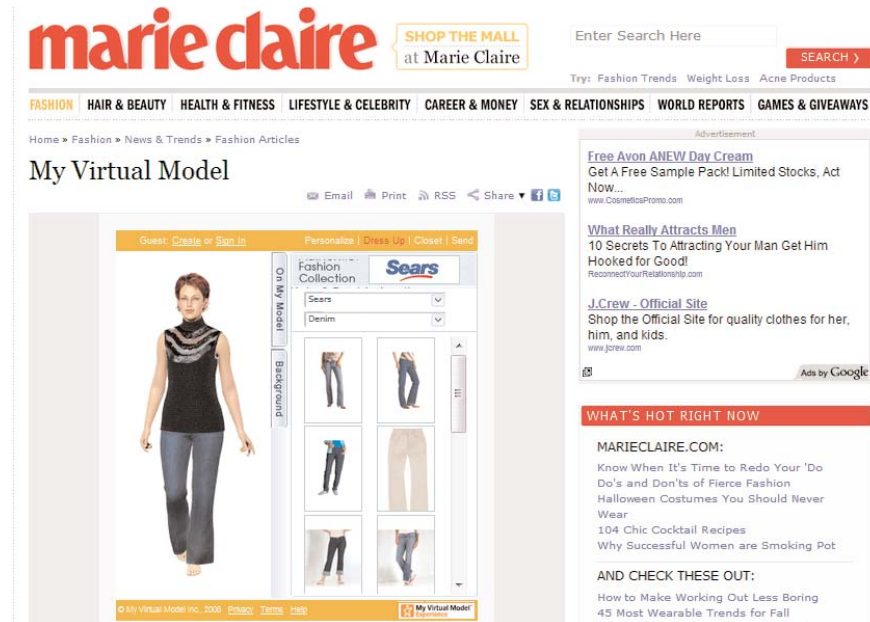 marie claire
SHOP THE MALL
at Marie Claire
Enter Search Here
SEARCH
Try: Fashion Trends Weight Loss Acne Products
FASHION HAIR & BEAUTY HEALTH & FITNESS LIFESTYLE & CELEBRITY CAREER & MONEY SEX & RELATIONSHIPS WORLD REPORTS GAMES & GIVEAWAYS
Home » Fashion » News & Trends » Fashion Articles
My Virtual Model
Email Print RSS Share
Guest: Create or Sign In Personalize | Dress Up | Closet | Send
On My Model
Background
Fashion
Collection
Sears
Sears
Denim
© My Virtual Model Inc., 2008 Privacy Terms Help
My Virtual Model
Experience
Advertisement
Free Avon ANEW Day Cream
Get A Free Sample Pack! Limited Stocks, Act
Now...
www.CosmeticsPromo.com
What Really Attracts Men
10 Secrets To Attracting Your Man Get Him
Hooked for Good!
ReconnectYourRelationship.com
J.Crew - Official Site
Shop the Official Site for quality clothes for her,
him, and kids.
www.jcrew.com
Ads by Google
WHAT'S HOT RIGHT NOW
MARIECLAIRE.COM:
Know When It's Time to Redo Your 'Do
Do's and Don'ts of Fierce Fashion
Halloween Costumes You Should Never
Wear
104 Chic Cocktail Recipes
Why Successful Women are Smoking Pot
AND CHECK THESE OUT:
How to Make Working Out Less Boring
45 Most Wearable Trends for Fall